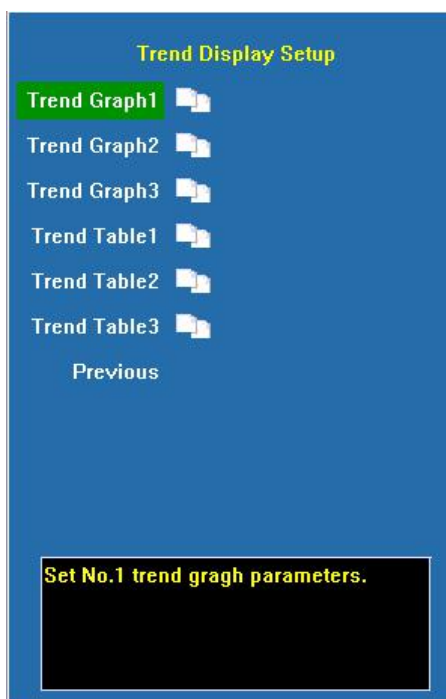 Trend Display Setup
Trend Graph1
Trend Graph2
Trend Graph3
Trend Table1
Trend Table2
Trend Table3
Previous
Set No.1 trend gragh parameters.